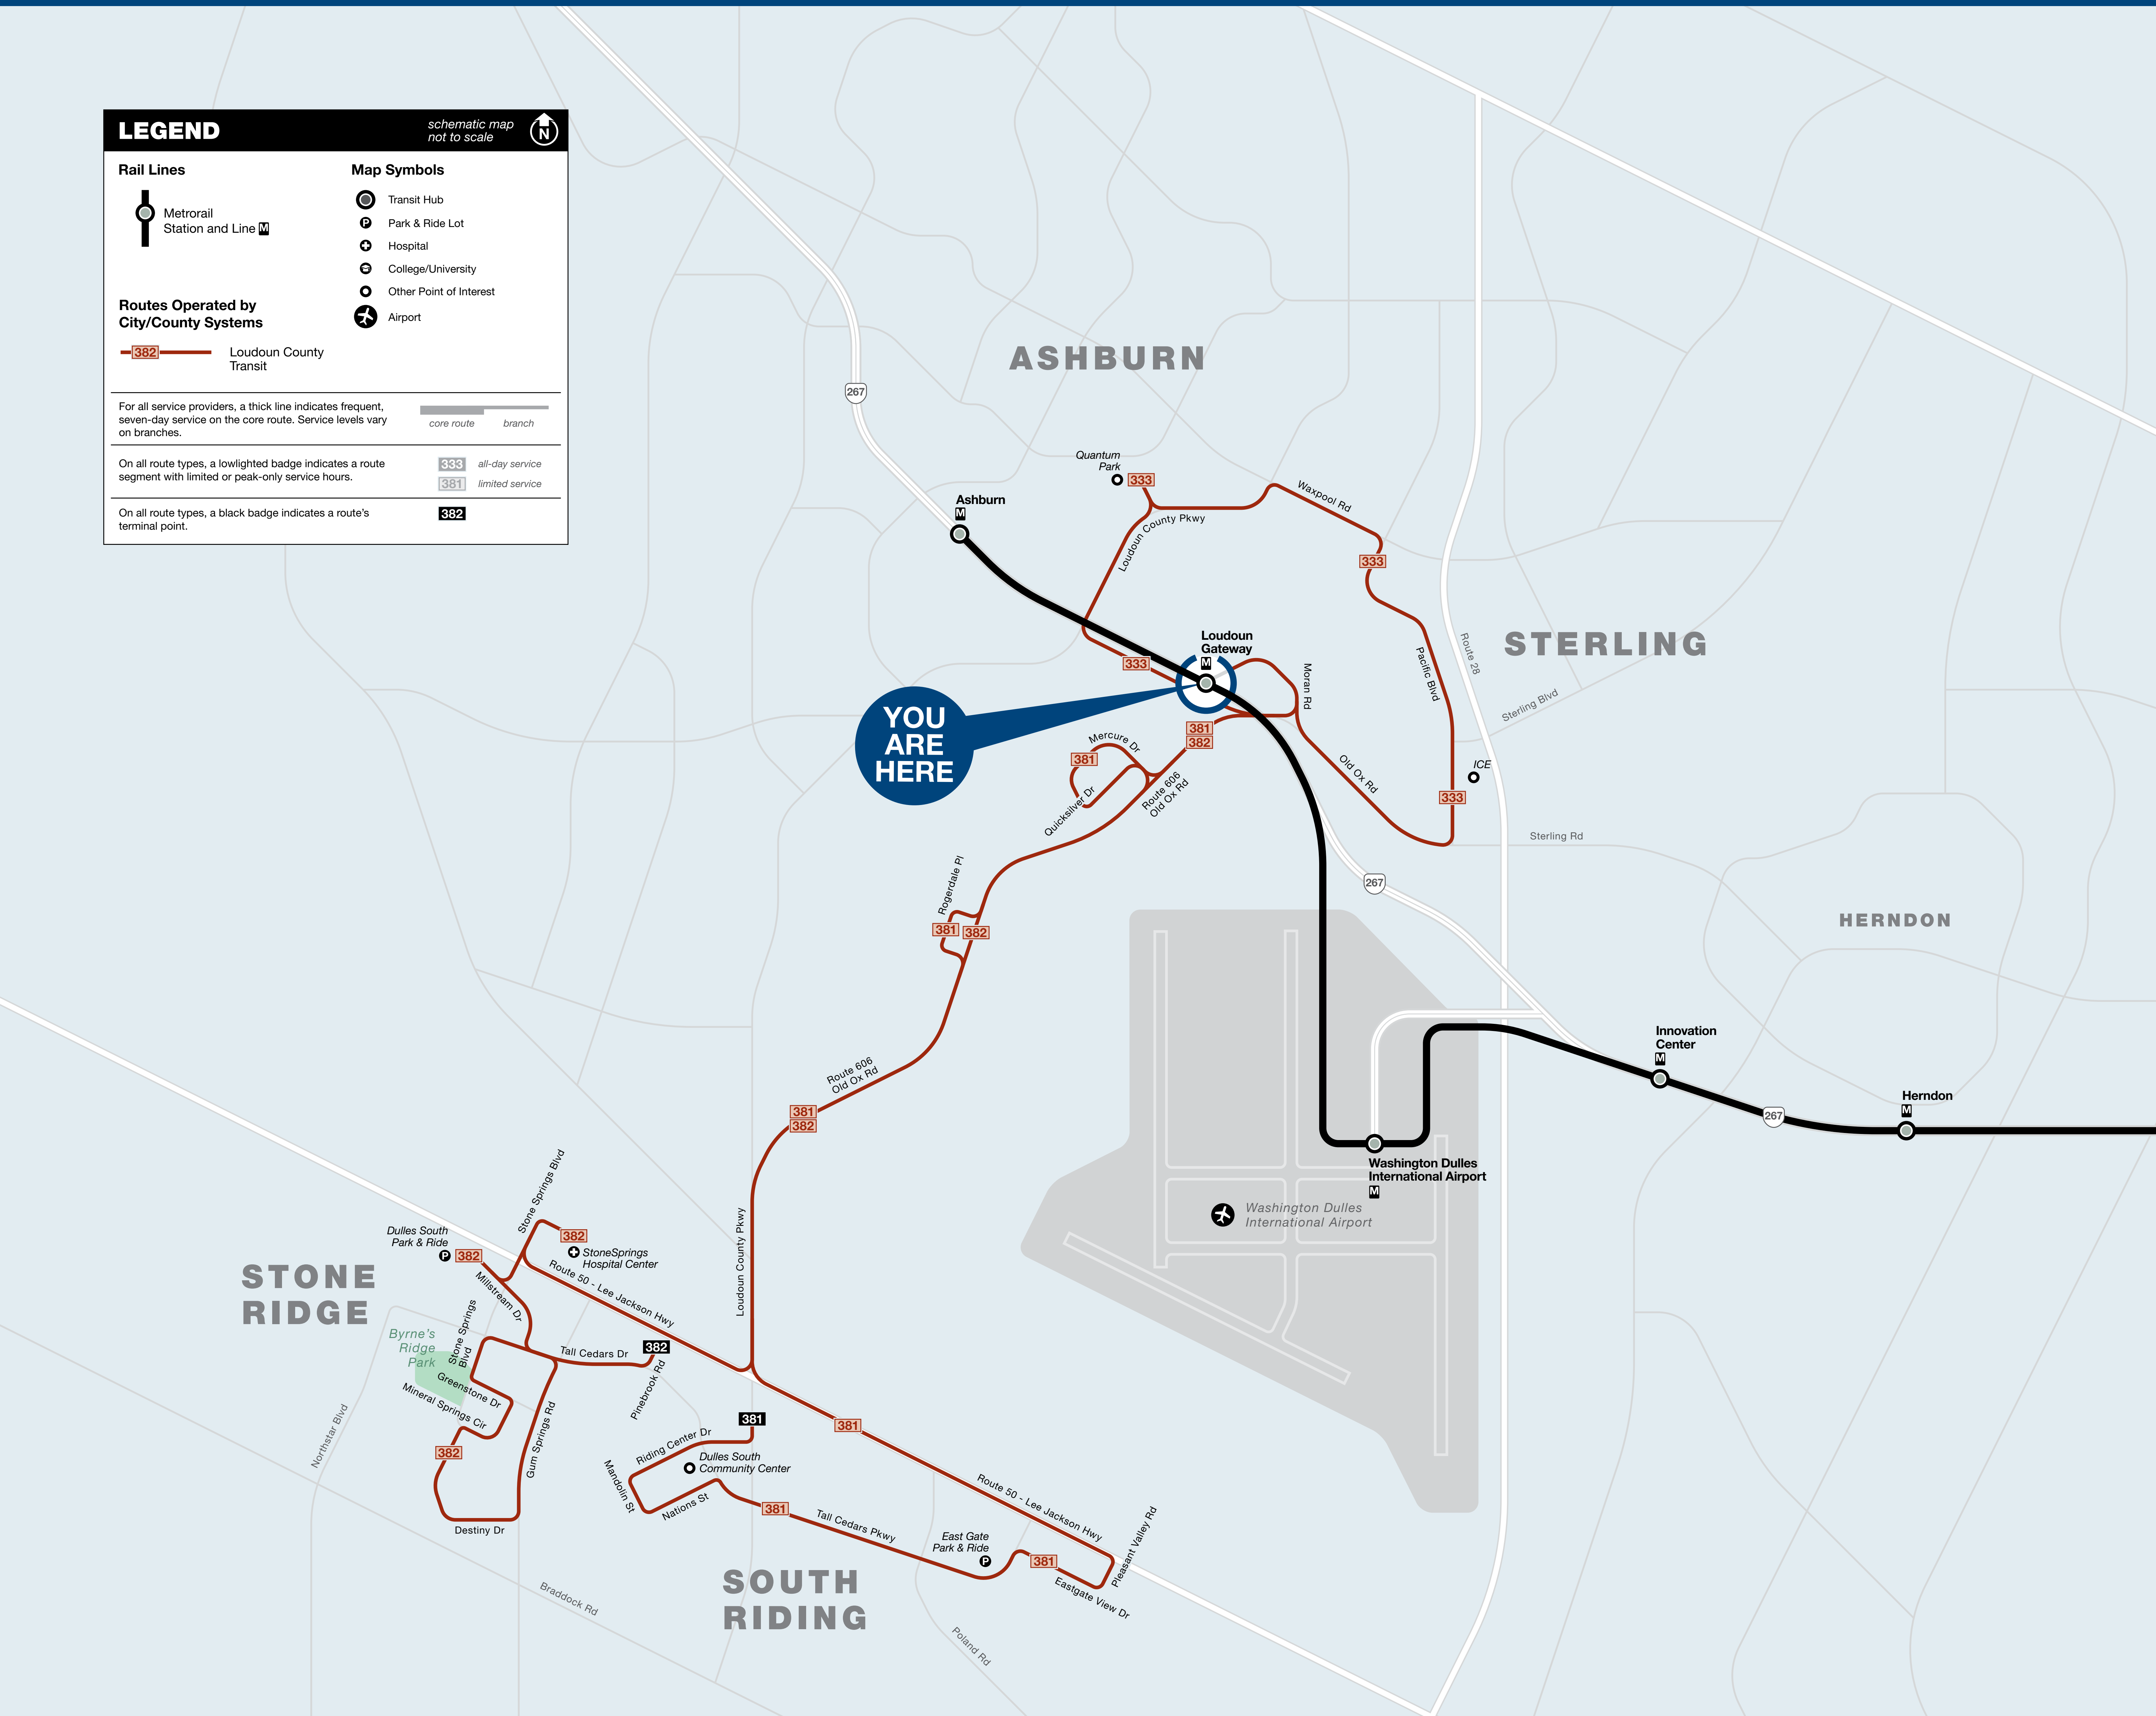 LEGEND
schematic map
not to scale
N
Rail Lines
Metrorail
Station and Line M
Routes Operated by
City/County Systems
382
Loudoun County
Transit
Map Symbols
Transit Hub
P
Park & Ride Lot
Hospital
College/University
Other Point of Interest
Airport
For all service providers, a thick line indicates frequent,
seven-day service on the core route. Service levels vary
on branches.
core route
branch
On all route types, a lowlighted badge indicates a route
segment with limited or peak-only service hours.
333
all-day service
381
limited service
On all route types, a black badge indicates a route's
terminal point.
382
267
ASHBURN
Quantum
Park
333
Waxpool Rd
Ashburn
M
Loudoun County Pkwy
333
Loudoun
Gateway
M
333
STERLING
Route 28
Pacific Blvd
Moran Rd
Sterling Blvd
YOU
ARE
HERE
381
382
Mercure Dr
381
Quicksilver Dr
Route 606
Old Ox Rd
Old Ox Rd
ICE
333
Sterling Rd
Rogerdale Pl
381
382
267
HERNDON
Route 606
Old Ox Rd
381
382
Innovation
Center
M
267
Herndon
M
Washington Dulles
International Airport
M
Washington Dulles
International Airport
Stone Springs Blvd
Dulles South
Park & Ride
P
382
382
StoneSprings
Hospital Center
Route 50 - Lee Jackson Hwy
Loudoun County Pkwy
STONE
RIDGE
Millstream Dr
Byrne's
Ridge
Park
Stone Springs
Blvd
Greenstone Dr
Mineral Springs Cir
Tall Cedars Dr
382
Pinebrook Rd
Northstar Blvd
382
Gum Springs Rd
Destiny Dr
381
Riding Center Dr
Dulles South
Community Center
Mandolin St
Nations St
381
381
Tall Cedars Pkwy
Route 50 - Lee Jackson Hwy
East Gate
Park & Ride
P
381
Eastgate View Dr
Pleasant Valley Rd
SOUTH
RIDING
Braddock Rd
Poland Rd